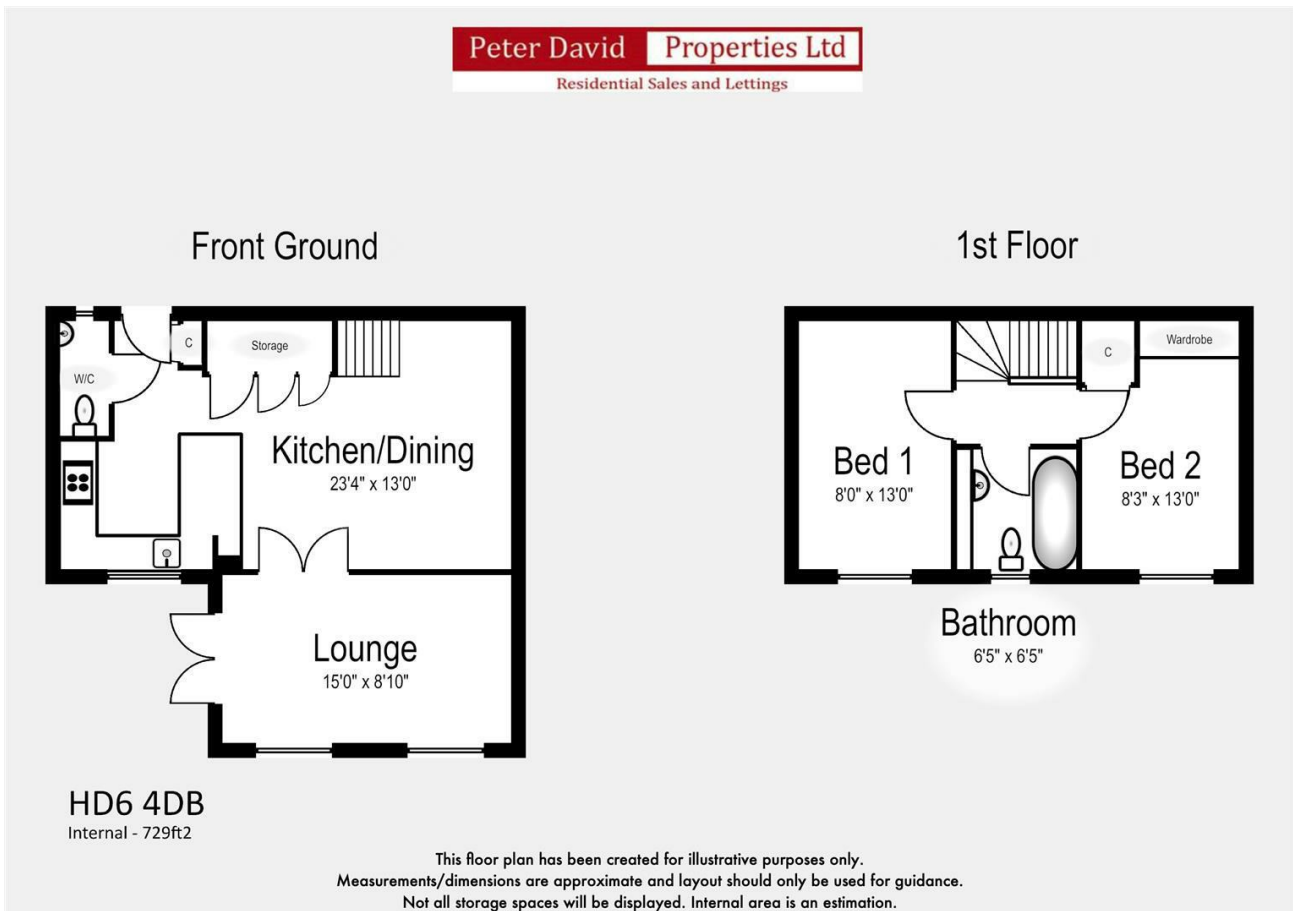 Peter David Properties Ltd
Residential Sales and Lettings
Front Ground
C
Storage
W/C
Kitchen/Dining
23'4" x 13'0"
Lounge
15'0" x 8'10"
1st Floor
C
Wardrobe
Bed 1
8'0" x 13'0"
Bed 2
8'3" x 13'0"
Bathroom
6'5" x 6'5"
HD6 4DB
Internal - 729ft2
This floor plan has been created for illustrative purposes only.
Measurements/dimensions are approximate and layout should only be used for guidance.
Not all storage spaces will be displayed. Internal area is an estimation.